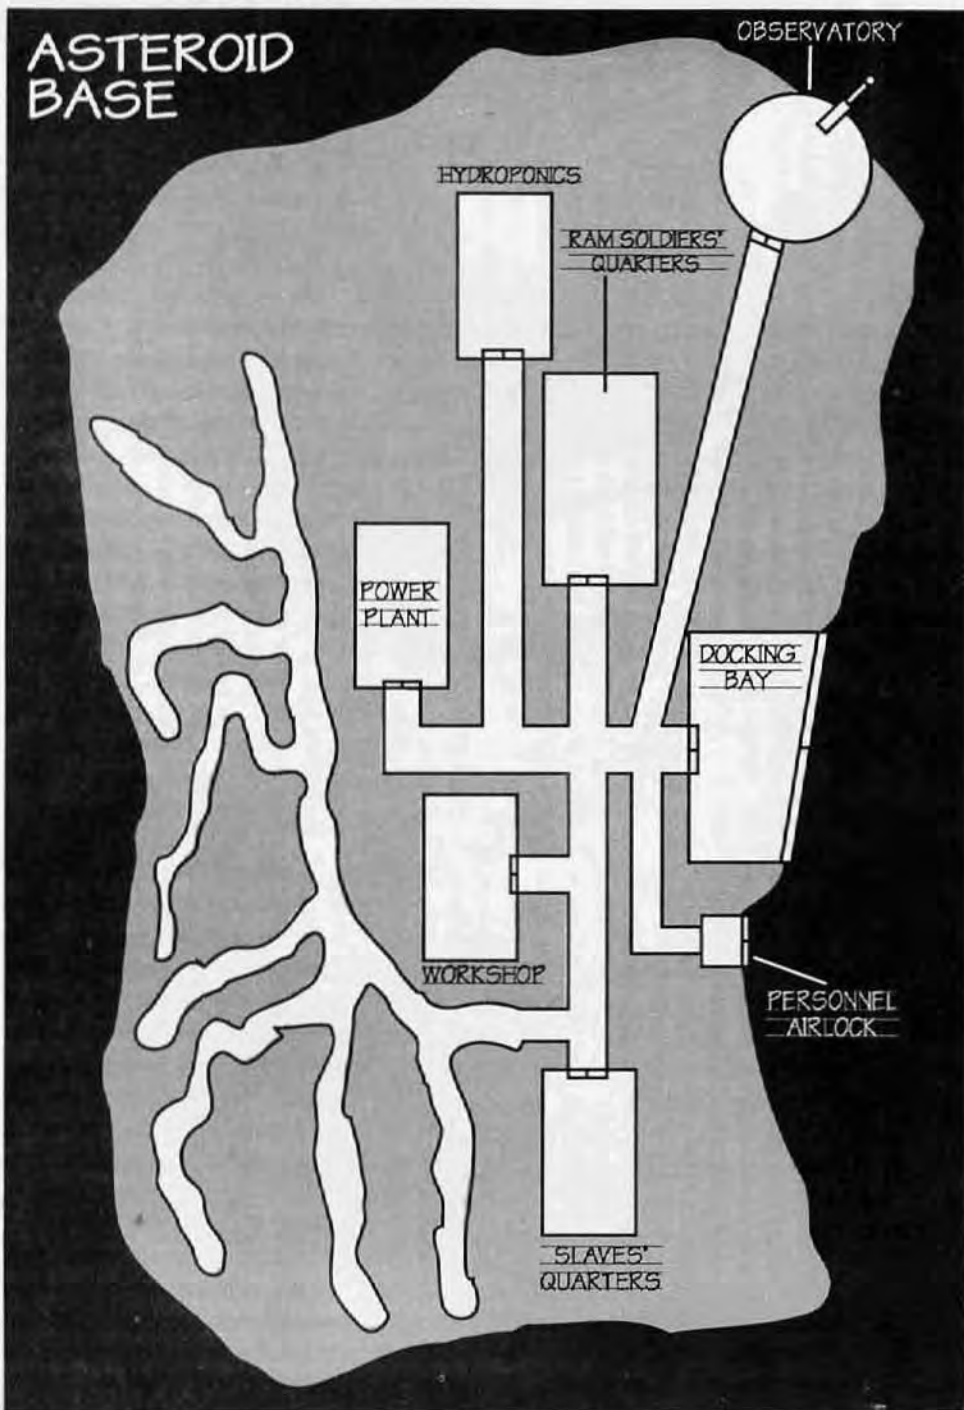 ASTEROID
BASE
OBSERVATORY
HYDROPONICS
RAM SOLDIERS'
QUARTERS
POWER
PLANT
DOCKING
BAY
WORKSHOP
PERSONNEL
AIRLOCK
SLAVES'
QUARTERS